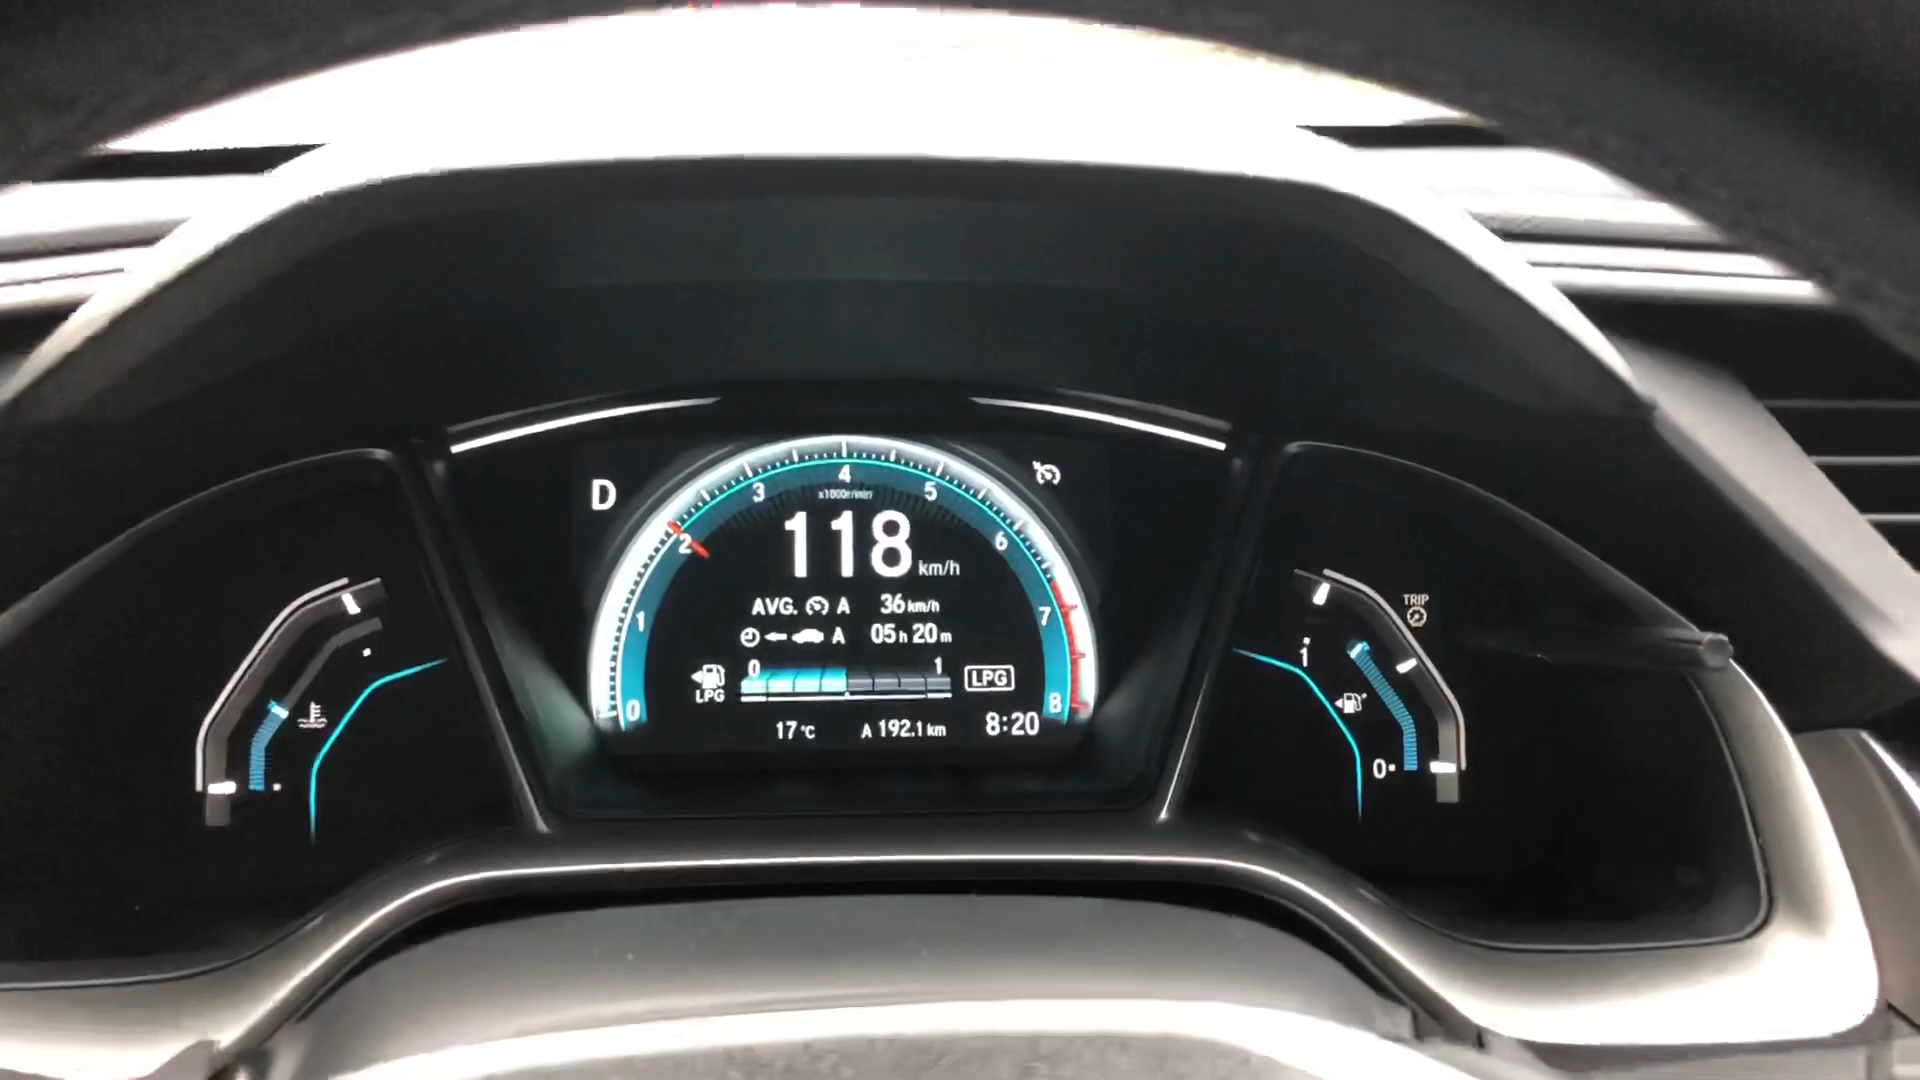 D
0 1 2 3 4 5 6 7 8
x1000r/min
118 km/h
AVG. A 36 km/h
A 05 h 20 m
0 1
LPG
LPG
17 °C A 192.1 km 8:20
TRIP
1
0